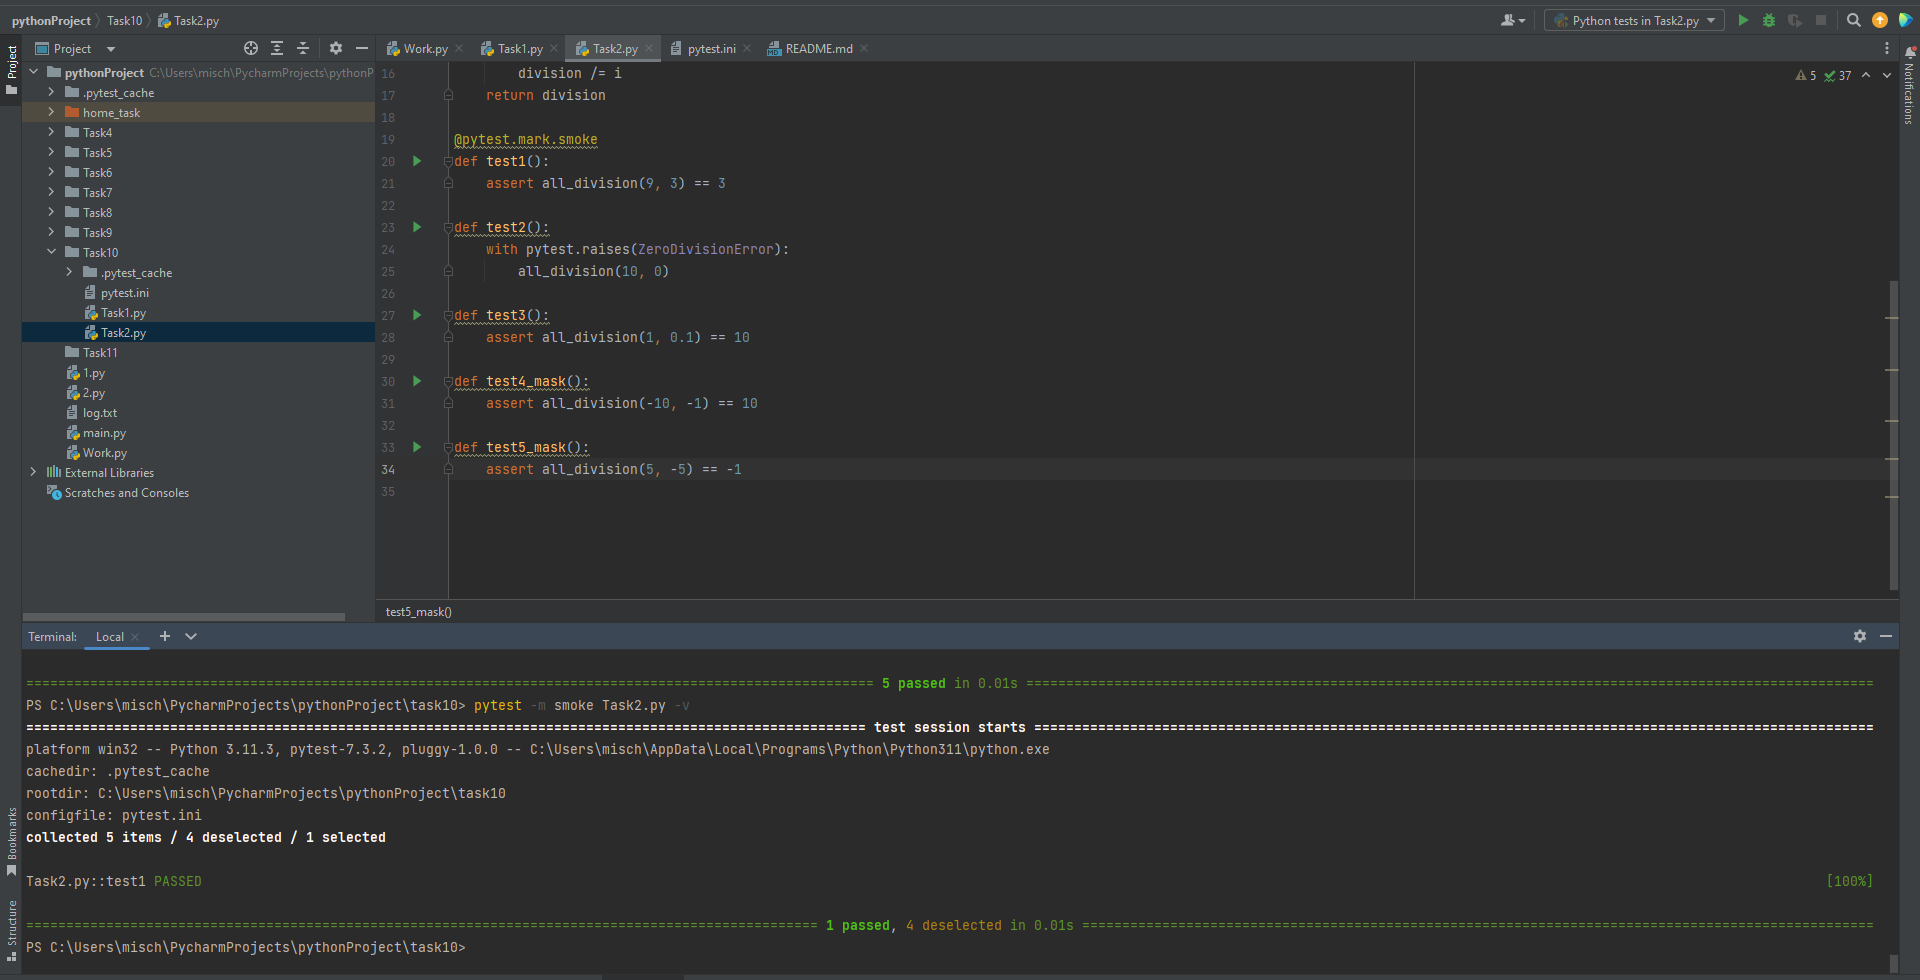 pythonProject Task10 Task2.py
Python tests in Task2.py
Project
Project
Work.py
Task1.py
Task2.py
pytest.ini
README.md
Notifications
pythonProject C:\Users\misch\PycharmProjects\pythonP
.pytest_cache
home_task
Task4
Task5
Task6
Task7
Task8
Task9
Task10
.pytest_cache
pytest.ini
Task1.py
Task2.py
Task11
1.py
2.py
log.txt
main.py
Work.py
External Libraries
Scratches and Consoles
5 37
16 division /= i
17 return division
18
19 @pytest.mark.smoke
20 def test1():
21 assert all_division(9, 3) == 3
22
23 def test2():
24 with pytest.raises(ZeroDivisionError):
25 all_division(10, 0)
26
27 def test3():
28 assert all_division(1, 0.1) == 10
29
30 def test4_mask():
31 assert all_division(-10, -1) == 10
32
33 def test5_mask():
34 assert all_division(5, -5) == -1
35
test5_mask()
Terminal: Local
5 passed in 0.01s
PS C:\Users\misch\PycharmProjects\pythonProject\task10> pytest -m smoke Task2.py -v
test session starts
platform win32 -- Python 3.11.3, pytest-7.3.2, pluggy-1.0.0 -- C:\Users\misch\AppData\Local\Programs\Python\Python311\python.exe
cachedir: .pytest_cache
rootdir: C:\Users\misch\PycharmProjects\pythonProject\task10
configfile: pytest.ini
collected 5 items / 4 deselected / 1 selected
Task2.py::test1 PASSED [100%]
1 passed, 4 deselected in 0.01s
PS C:\Users\misch\PycharmProjects\pythonProject\task10>
Bookmarks
Structure